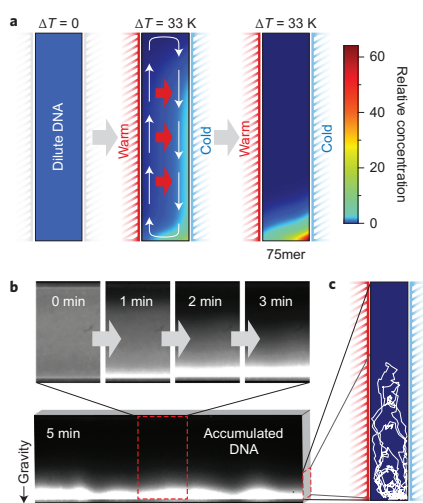 a
ΔT = 0
ΔT = 33 K
ΔT = 33 K
Dilute DNA
Warm
Cold
Warm
Cold
75mer
60
40
20
0
Relative concentration
b
0 min
1 min
2 min
3 min
c
5 min
Accumulated
DNA
Gravity